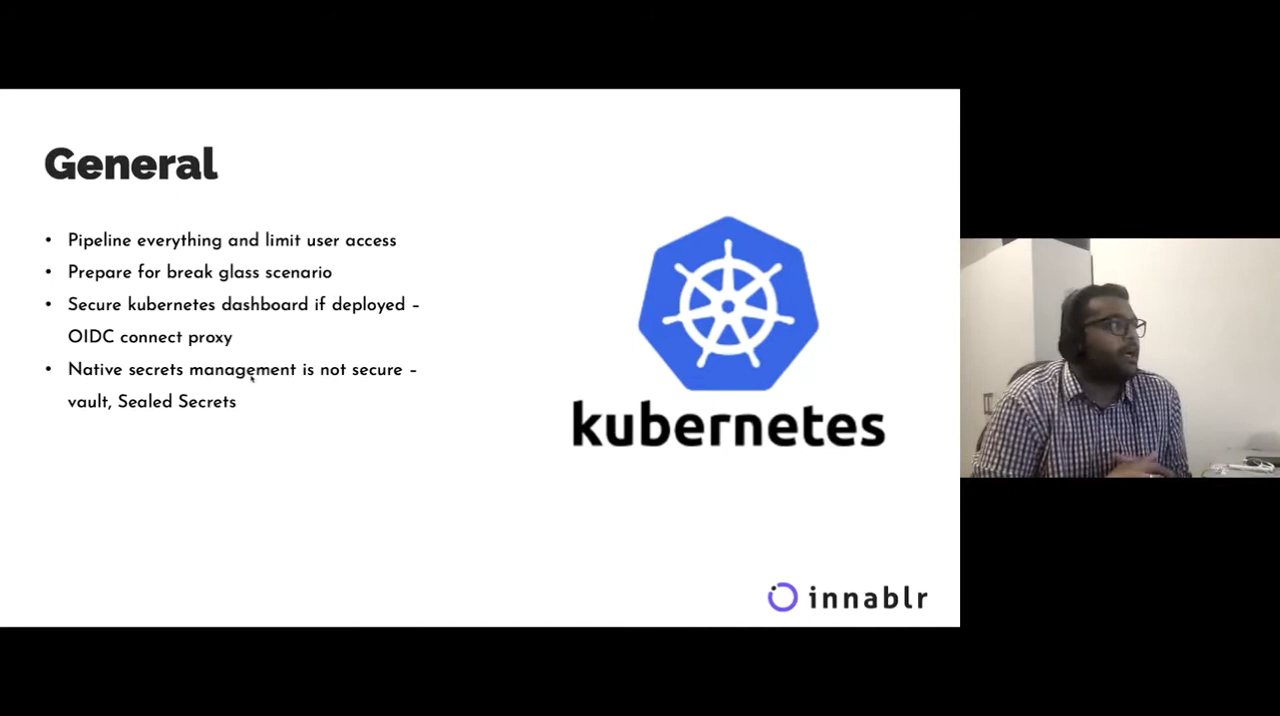 General
• Pipeline everything and limit user access
• Prepare for break glass scenario
• Secure kubernetes dashboard if deployed –
OIDC connect proxy
• Native secrets management is not secure –
vault, Sealed Secrets
kubernetes
innablr